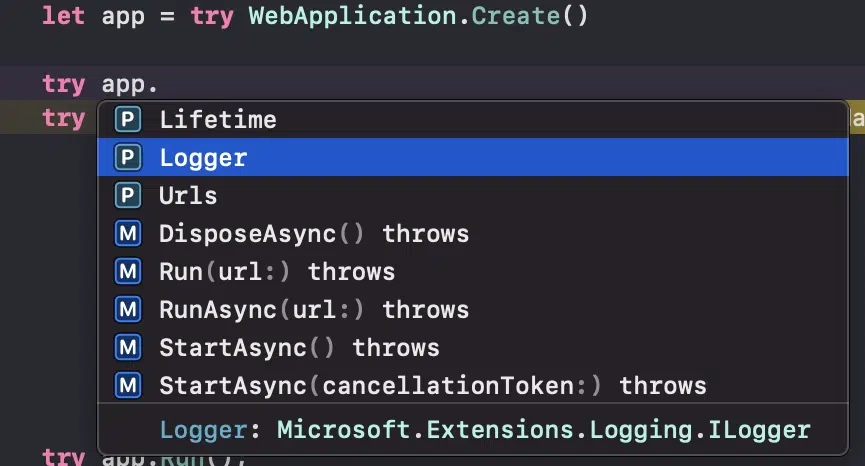 let app = try WebApplication.Create()
try app.
try
P Lifetime
P Logger
P Urls
M DisposeAsync() throws
M Run(url:) throws
M RunAsync(url:) throws
M StartAsync() throws
M StartAsync(cancellationToken:) throws
Logger: Microsoft.Extensions.Logging.ILogger
try app.Run();